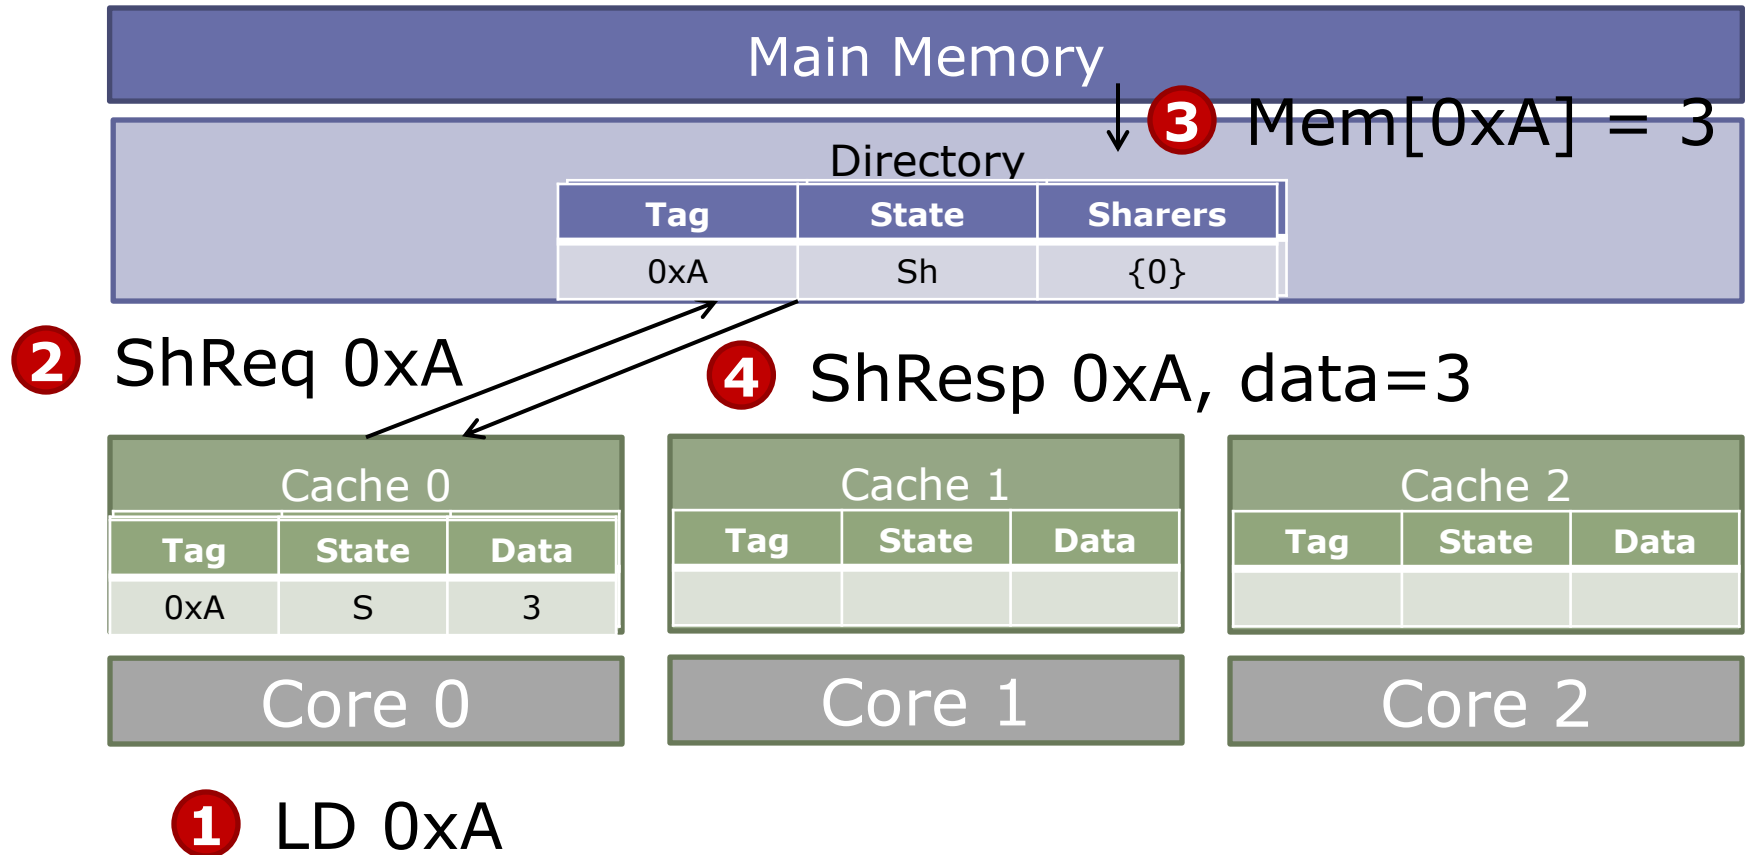 Main Memory
3 Mem[0xA] = 3
Directory
Tag State Sharers
0xA Sh {0}
2 ShReq 0xA
4 ShResp 0xA, data=3
Cache 0
Tag State Data
0xA S 3
Core 0
Cache 1
Tag State Data
Core 1
Cache 2
Tag State Data
Core 2
1 LD 0xA